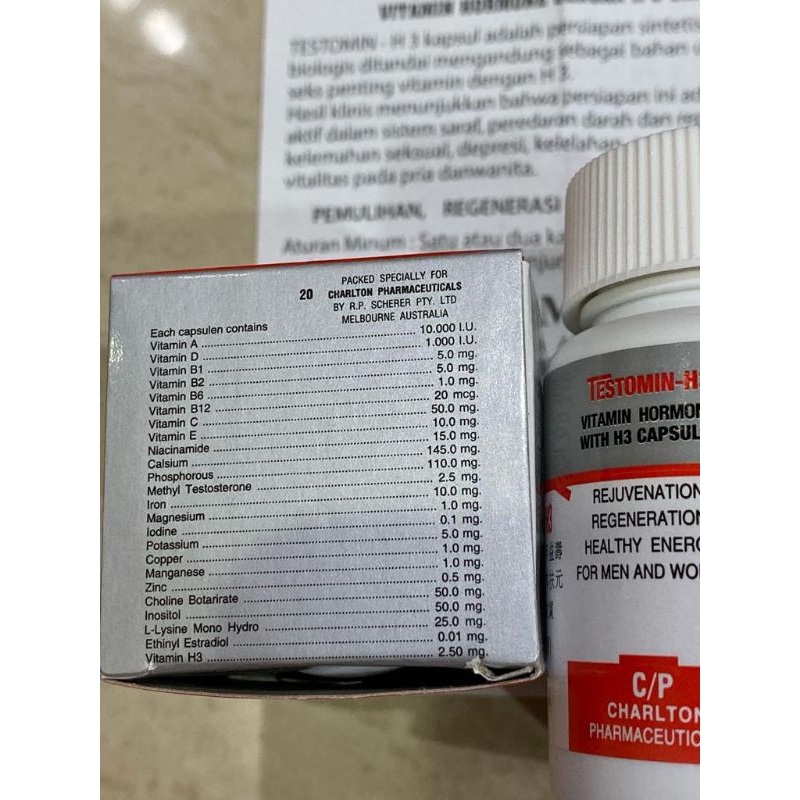 VITAMIN HORMONE
TESTOMIN - H 3 kapsul adalah persiapan sintetis
biologis ditandai mengandung sebagai bahan
seks penting vitamin dengan H 3.
Hasil klinik menunjukkan bahwa persiapan ini
aktif dalam sistem saraf, peredaran darah dan
kelemahan seksual, depresi, kelelahan
vitalitas pada pria danwanita.
PEMULIHAN, REGENERASI
Aturan Minum : Satu atau dua
PACKED SPECIALLY FOR
20 CHARLTON PHARMACEUTICALS
BY R.P. SCHERER PTY. LTD
MELBOURNE AUSTRALIA
Each capsulen contains
Vitamin A 10.000 I.U.
Vitamin D 1.000 I.U.
Vitamin B1 5.0 mg.
Vitamin B2 5.0 mg.
Vitamin B6 1.0 mg.
Vitamin B12 20 mcg.
Vitamin C 50.0 mg.
Vitamin E 10.0 mg.
Niacinamide 15.0 mg.
Calsium 145.0 mg.
Phosphorous 110.0 mg.
Methyl Testosterone 2.5 mg.
Iron 10.0 mg.
Magnesium 1.0 mg.
Iodine 0.1 mg.
Potassium 5.0 mg.
Copper 1.0 mg.
Manganese 1.0 mg.
Zinc 0.5 mg.
Choline Botarirate 50.0 mg.
Inositol 50.0 mg.
L-Lysine Mono Hydro 25.0 mg.
Ethinyl Estradiol 0.01 mg.
Vitamin H3 2.50 mg.
TESTOMIN-H
VITAMIN HORMON
WITH H3 CAPSUL
REJUVENATION
REGENERATION
HEALTHY ENERG
FOR MEN AND WO
C/P
CHARLTON
PHARMACEUTIC